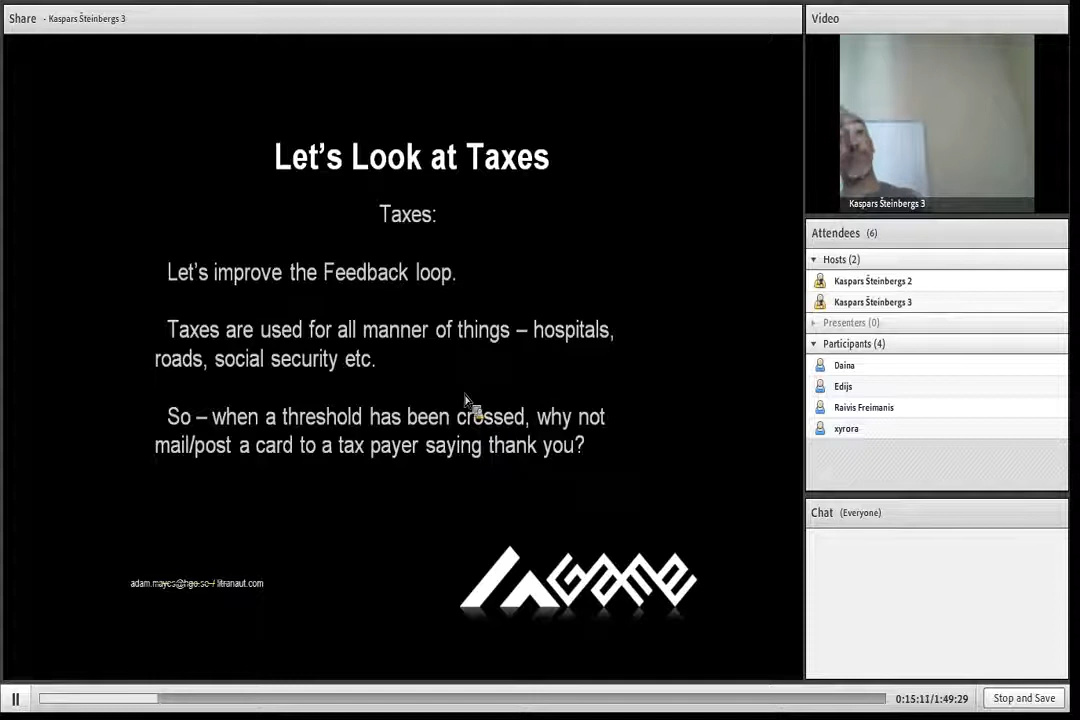 Share - Kaspars Šteinbergs 3
Video
Let's Look at Taxes
Taxes:
Let's improve the Feedback loop.
Taxes are used for all manner of things – hospitals,
roads, social security etc.
So – when a threshold has been crossed, why not
mail/post a card to a tax payer saying thank you?
GAME
Kaspars Šteinbergs 3
Attendees (6)
Hosts (2)
Kaspars Šteinbergs 2
Kaspars Šteinbergs 3
Presenters (0)
Participants (4)
Daina
Edijs
Raivis Freimanis
xyrora
Chat (Everyone)
0:15:11/1:49:29
Stop and Save